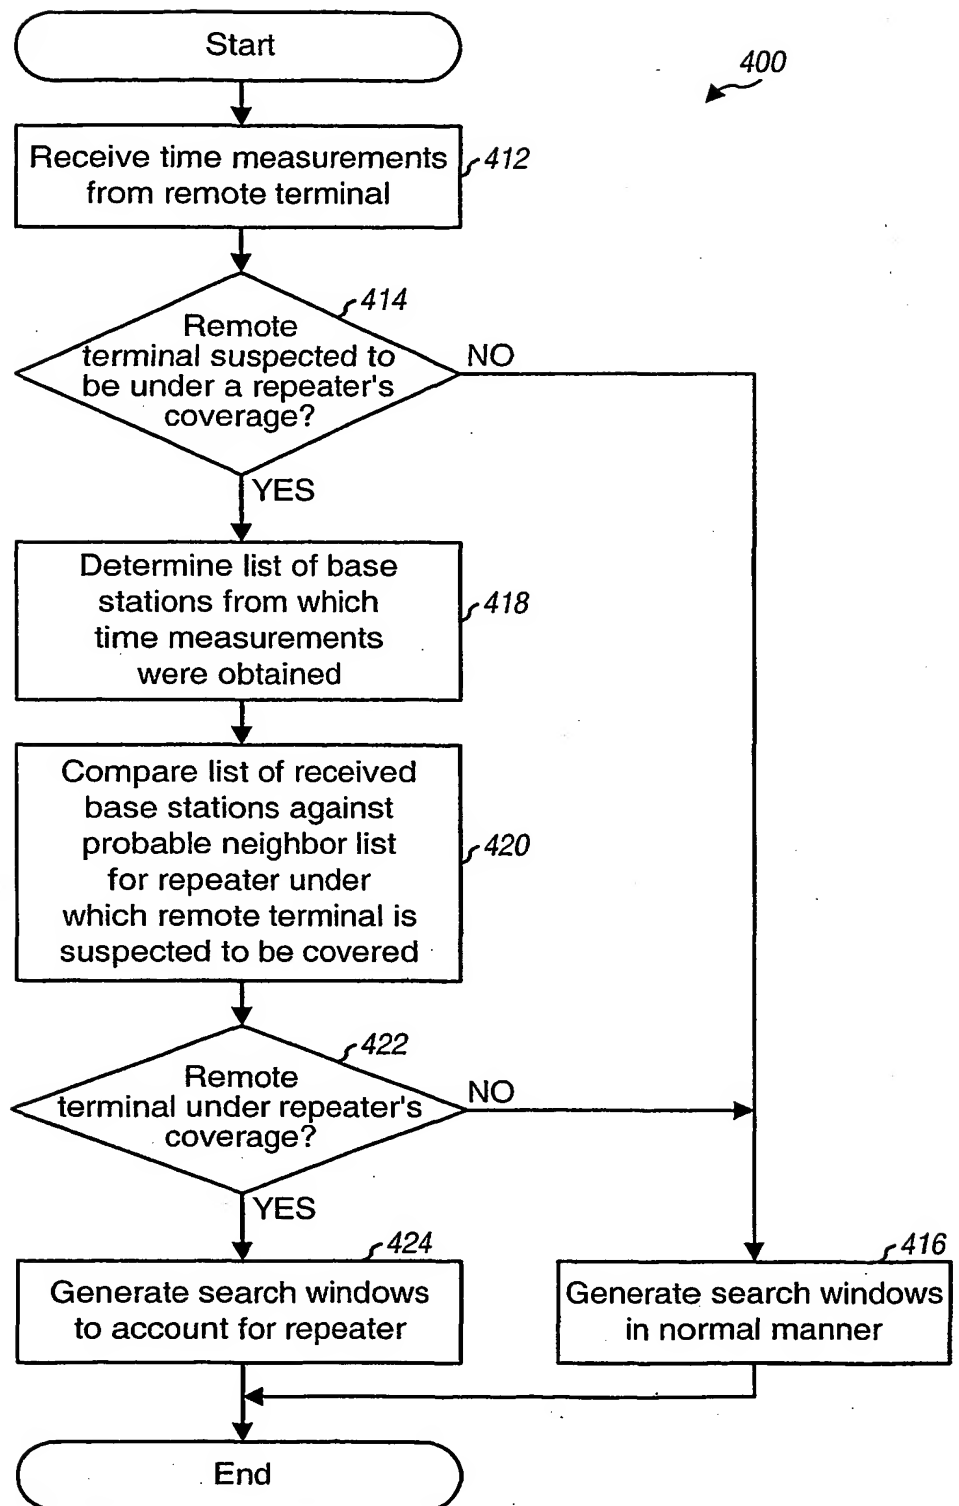 Start
400
Receive time measurements
from remote terminal
412
414
Remote
terminal suspected to
be under a repeater's
coverage?
NO
YES
Determine list of base
stations from which
time measurements
were obtained
418
Compare list of received
base stations against
probable neighbor list
for repeater under
which remote terminal is
suspected to be covered
420
422
Remote
terminal under repeater's
coverage?
NO
YES
424
Generate search windows
to account for repeater
416
Generate search windows
in normal manner
End